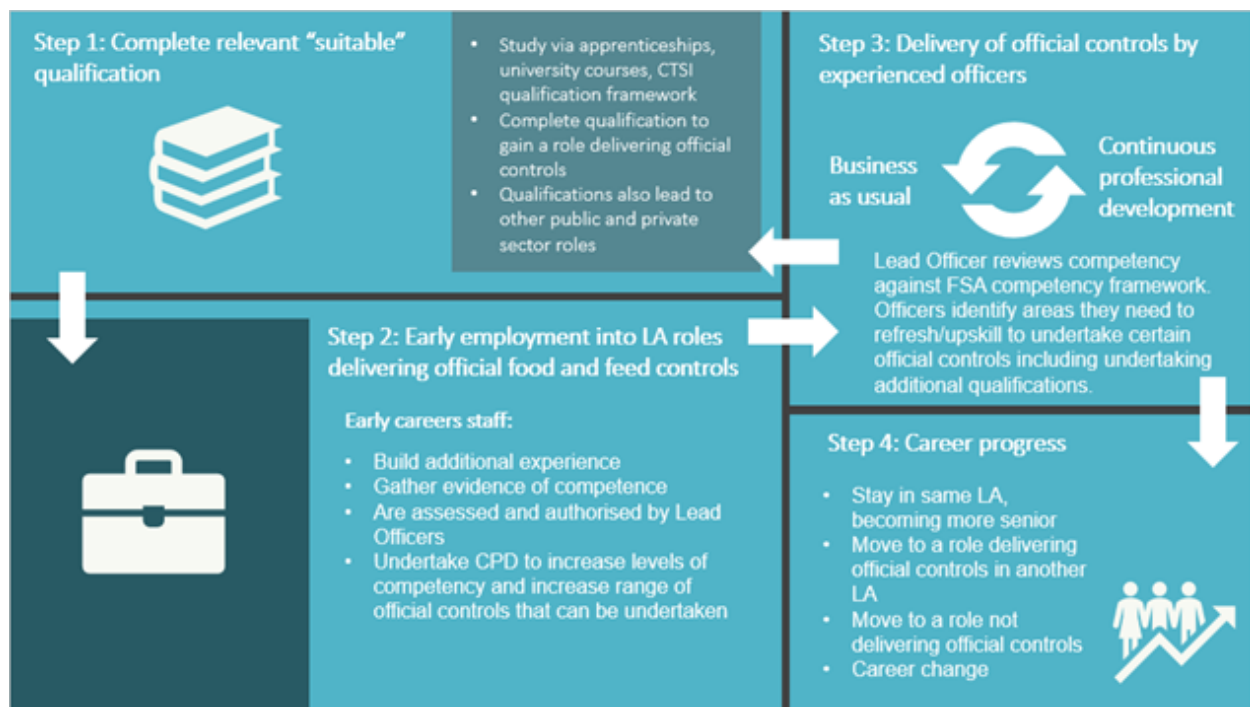 Step 1: Complete relevant “suitable”
qualification
• Study via apprenticeships,
university courses, CTSI
qualification framework
• Complete qualification to
gain a role delivering official
controls
• Qualifications also lead to
other public and private
sector roles
Step 2: Early employment into LA roles
delivering official food and feed controls
Early careers staff:
• Build additional experience
• Gather evidence of competence
• Are assessed and authorised by Lead
Officers
• Undertake CPD to increase levels of
competency and increase range of
official controls that can be undertaken
Step 3: Delivery of official controls by
experienced officers
Business
as usual
Continuous
professional
development
Lead Officer reviews competency
against FSA competency framework.
Officers identify areas they need to
refresh/upskill to undertake certain
official controls including undertaking
additional qualifications.
Step 4: Career progress
• Stay in same LA,
becoming more senior
• Move to a role delivering
official controls in another
LA
• Move to a role not
delivering official controls
• Career change